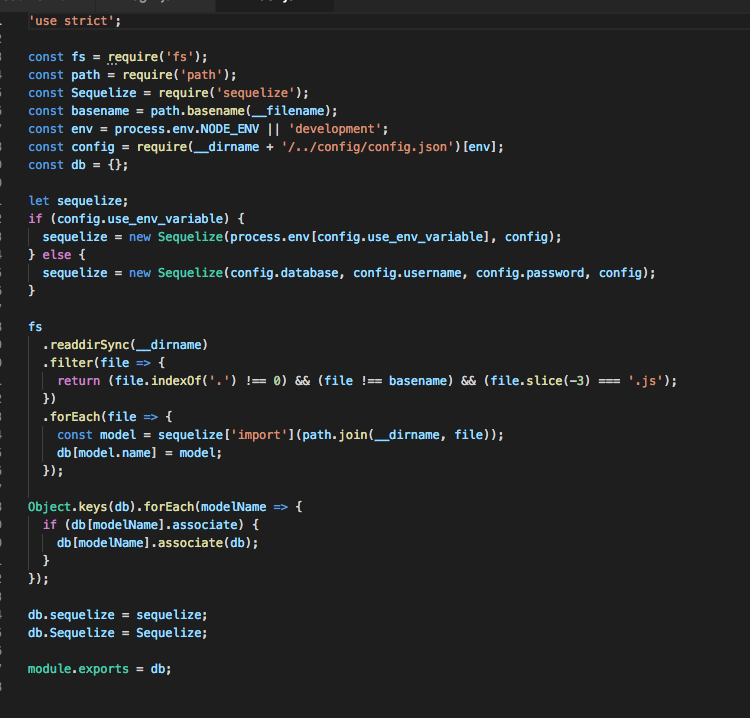 'use strict';
const fs = require('fs');
const path = require('path');
const Sequelize = require('sequelize');
const basename = path.basename(__filename);
const env = process.env.NODE_ENV || 'development';
const config = require(__dirname + '/../config/config.json')[env];
const db = {};
let sequelize;
if (config.use_env_variable) {
  sequelize = new Sequelize(process.env[config.use_env_variable], config);
} else {
  sequelize = new Sequelize(config.database, config.username, config.password, config);
}
fs
  .readdirSync(__dirname)
  .filter(file => {
    return (file.indexOf('.') !== 0) && (file !== basename) && (file.slice(-3) === '.js');
  })
  .forEach(file => {
    const model = sequelize['import'](path.join(__dirname, file));
    db[model.name] = model;
  });
Object.keys(db).forEach(modelName => {
  if (db[modelName].associate) {
    db[modelName].associate(db);
  }
});
db.sequelize = sequelize;
db.Sequelize = Sequelize;
module.exports = db;